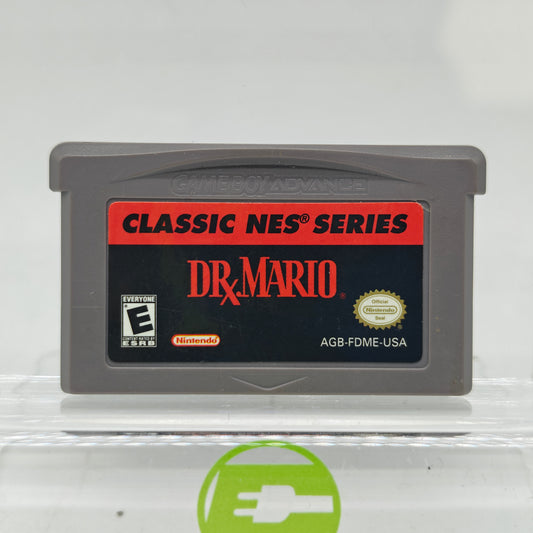 GAME BOY ADVANCE
CLASSIC NES® SERIES
DR.MARIO®
EVERYONE
E
CONTENT RATED BY
ESRB
Nintendo®
Official
Nintendo
Seal
AGB-FDME-USA